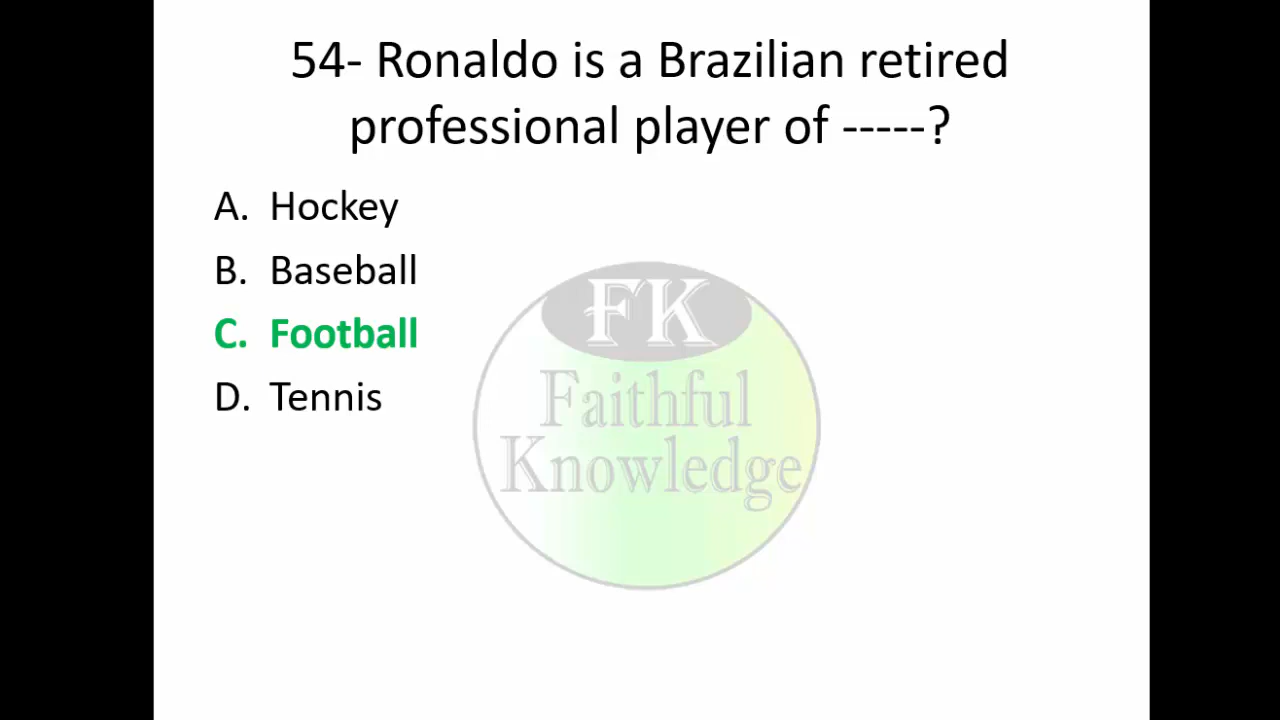 54- Ronaldo is a Brazilian retired
professional player of -----?
A. Hockey
B. Baseball
C. Football
D. Tennis
FK
Faithful
Knowledge